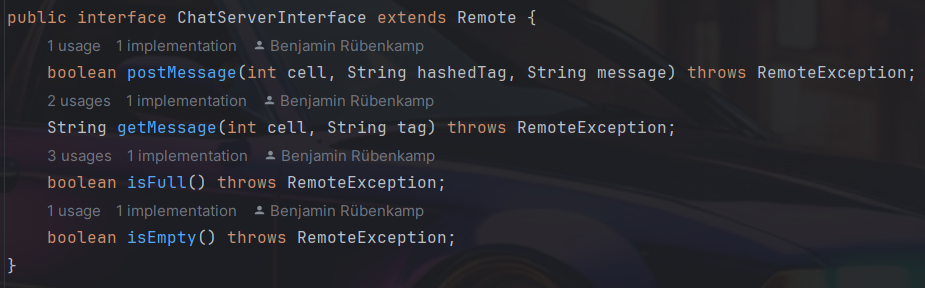 public interface ChatServerInterface extends Remote {
1 usage 1 implementation Benjamin Rübenkamp
boolean postMessage(int cell, String hashedTag, String message) throws RemoteException;
2 usages 1 implementation Benjamin Rübenkamp
String getMessage(int cell, String tag) throws RemoteException;
3 usages 1 implementation Benjamin Rübenkamp
boolean isFull() throws RemoteException;
1 usage 1 implementation Benjamin Rübenkamp
boolean isEmpty() throws RemoteException;
}